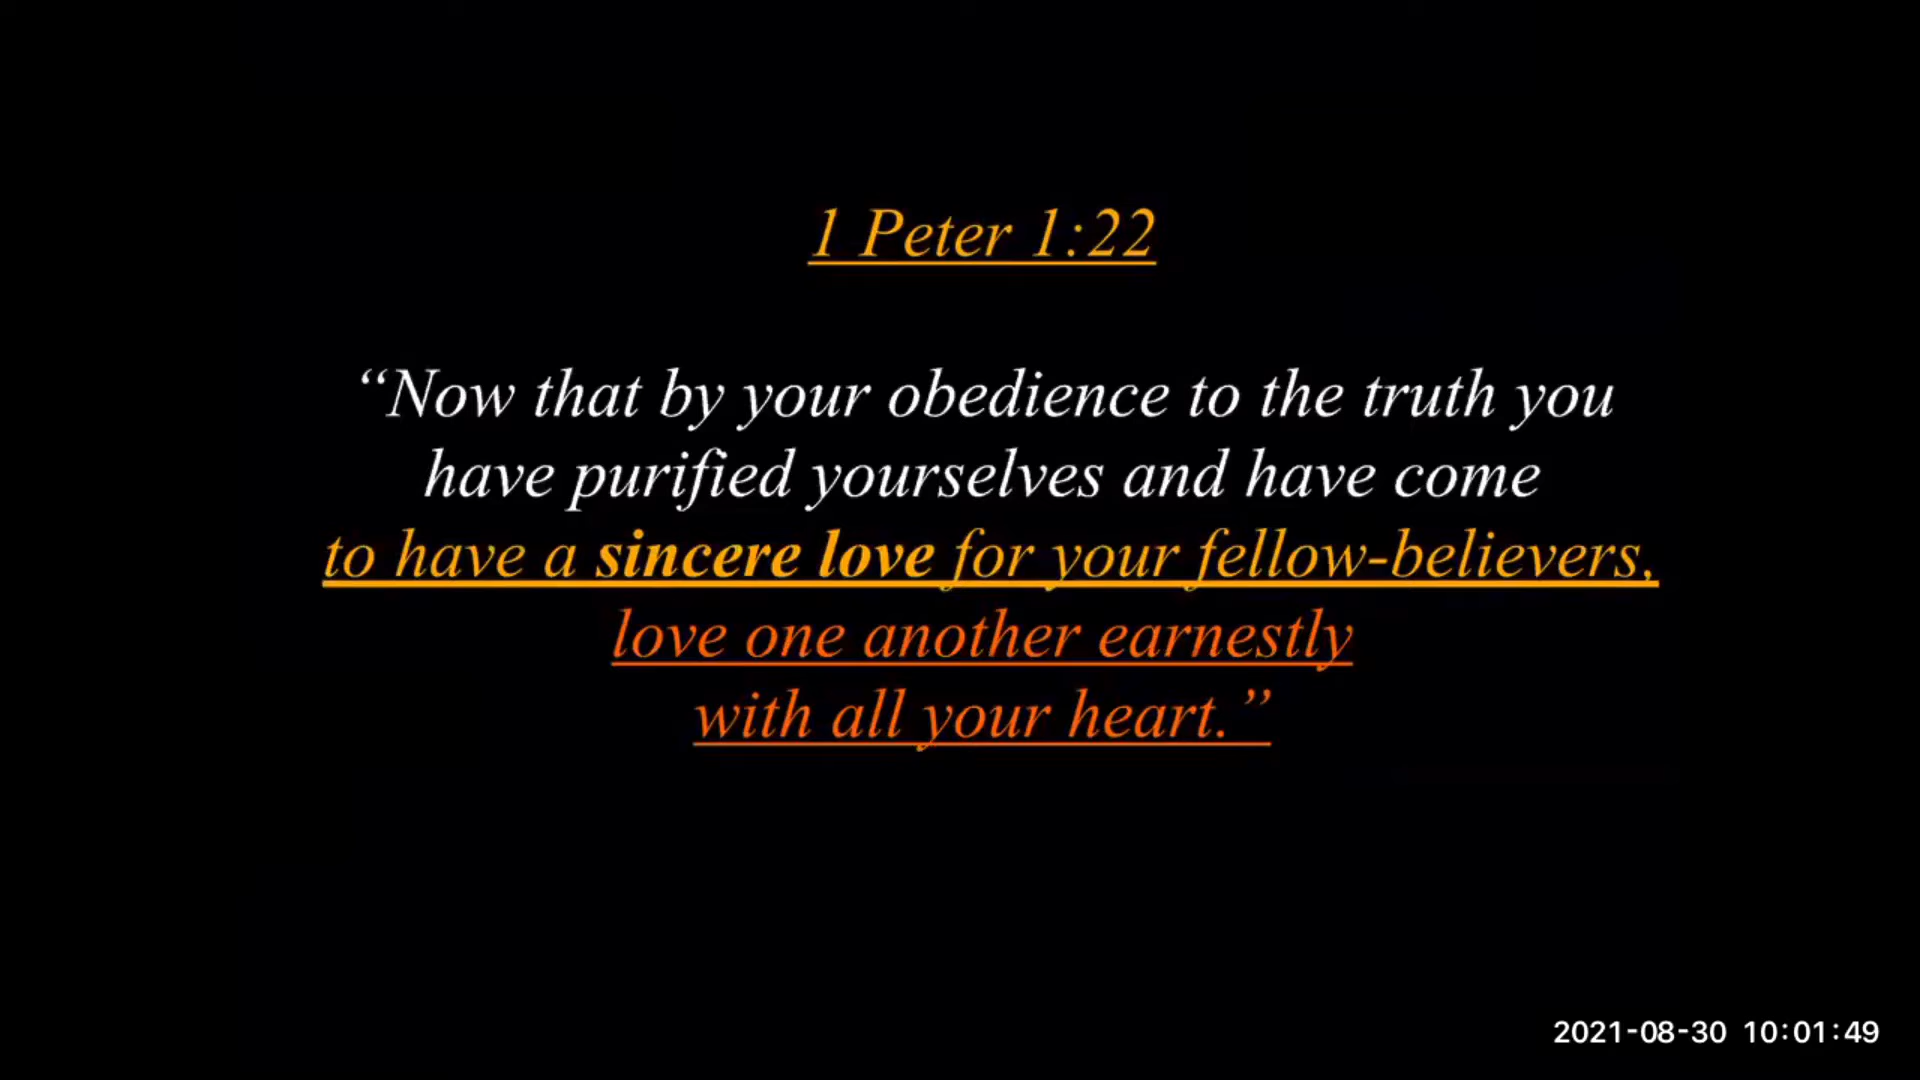 1 Peter 1:22
“Now that by your obedience to the truth you
have purified yourselves and have come
to have a sincere love for your fellow-believers,
love one another earnestly
with all your heart.”
2021-08-30 10:01:49